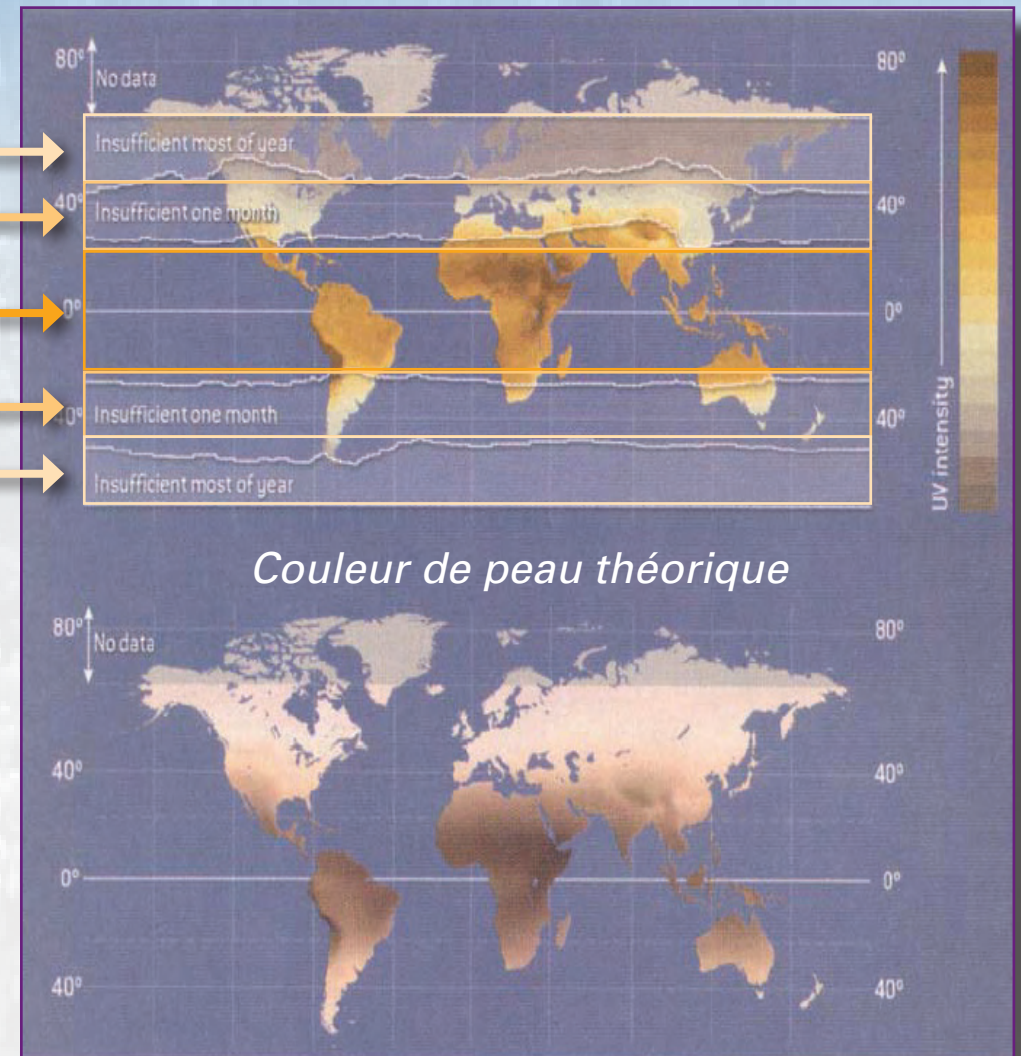 80°
80°
No data
Insufficient most of year
40°
40°
Insufficient one month
0°
0°
Insufficient one month
40°
40°
Insufficient most of year
UV intensity
Couleur de peau théorique
80°
80°
No data
40°
40°
0°
0°
40°
40°